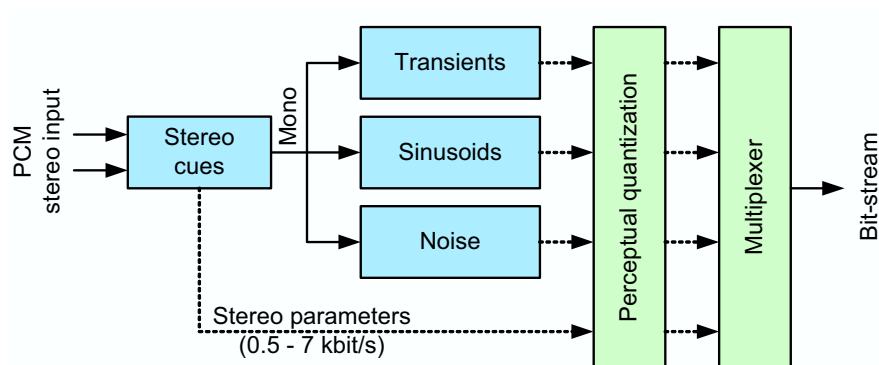 PCM
stereo input
Stereo
cues
Mono
Transients
Sinusoids
Noise
Stereo parameters
(0.5 - 7 kbit/s)
Perceptual quantization
Multiplexer
Bit-stream